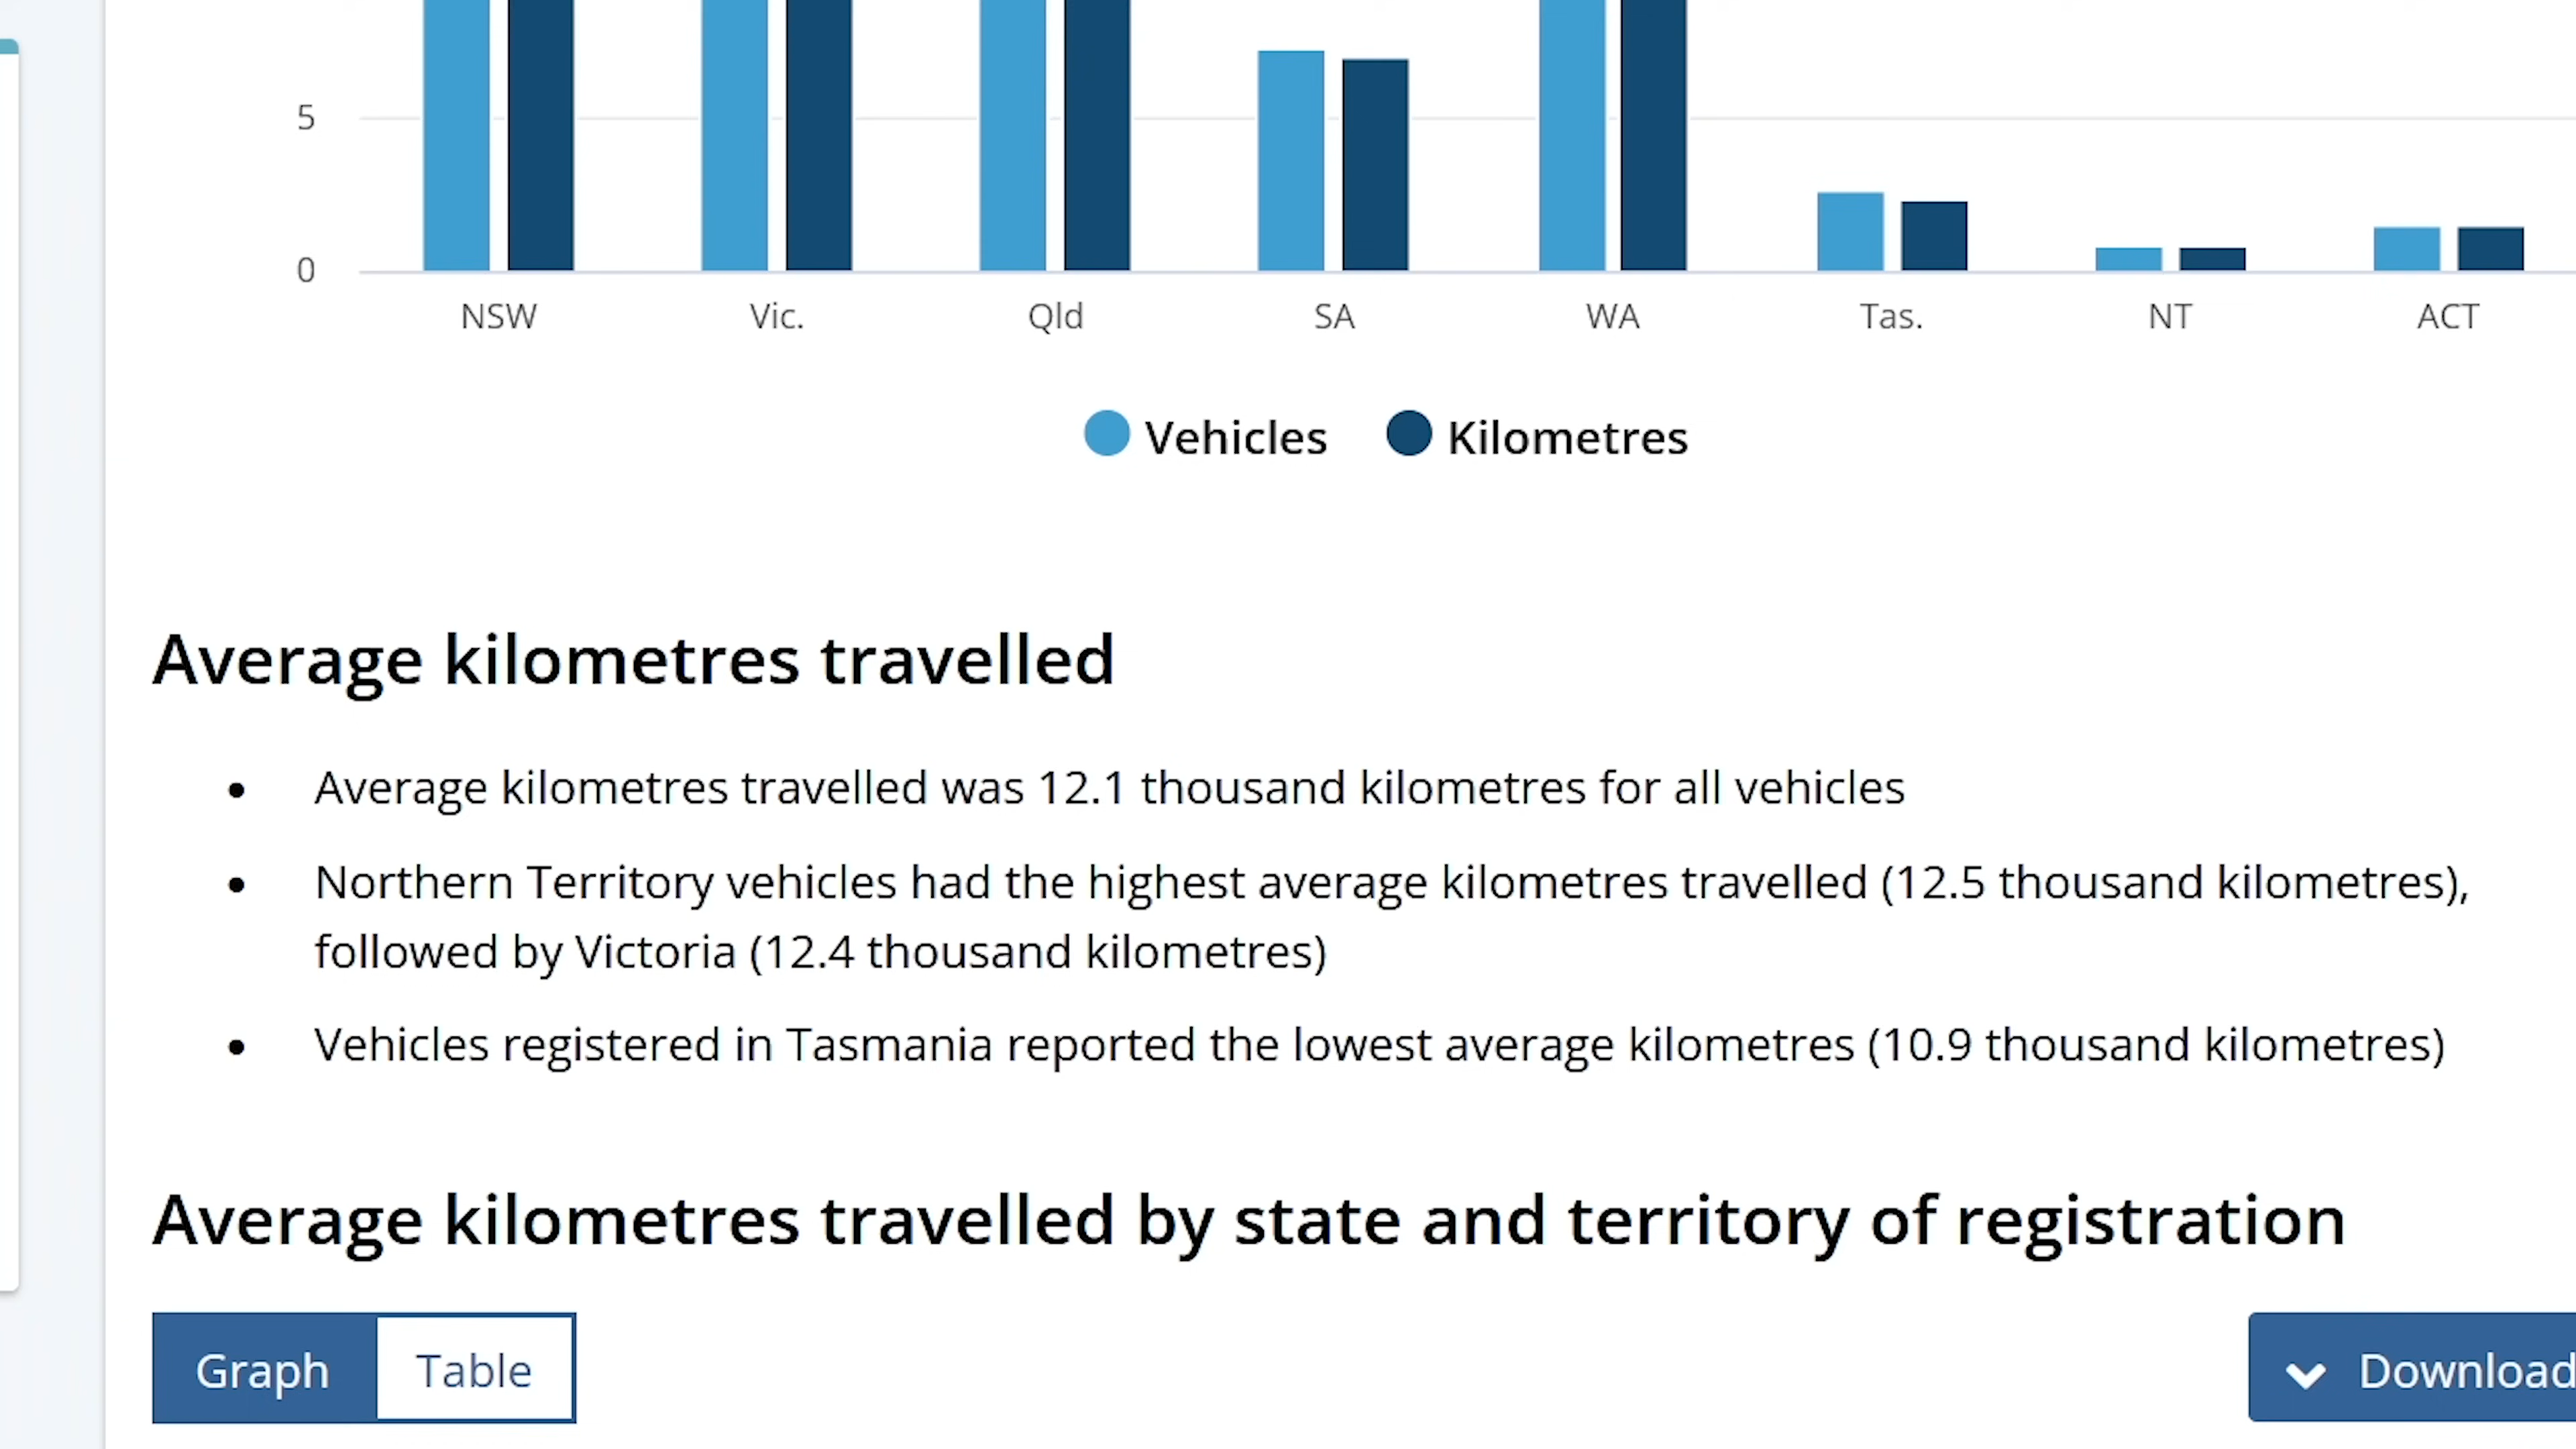 5
0
NSW Vic. Qld SA WA Tas. NT ACT
Vehicles Kilometres
Average kilometres travelled
• Average kilometres travelled was 12.1 thousand kilometres for all vehicles
• Northern Territory vehicles had the highest average kilometres travelled (12.5 thousand kilometres),
followed by Victoria (12.4 thousand kilometres)
• Vehicles registered in Tasmania reported the lowest average kilometres (10.9 thousand kilometres)
Average kilometres travelled by state and territory of registration
Graph Table Download